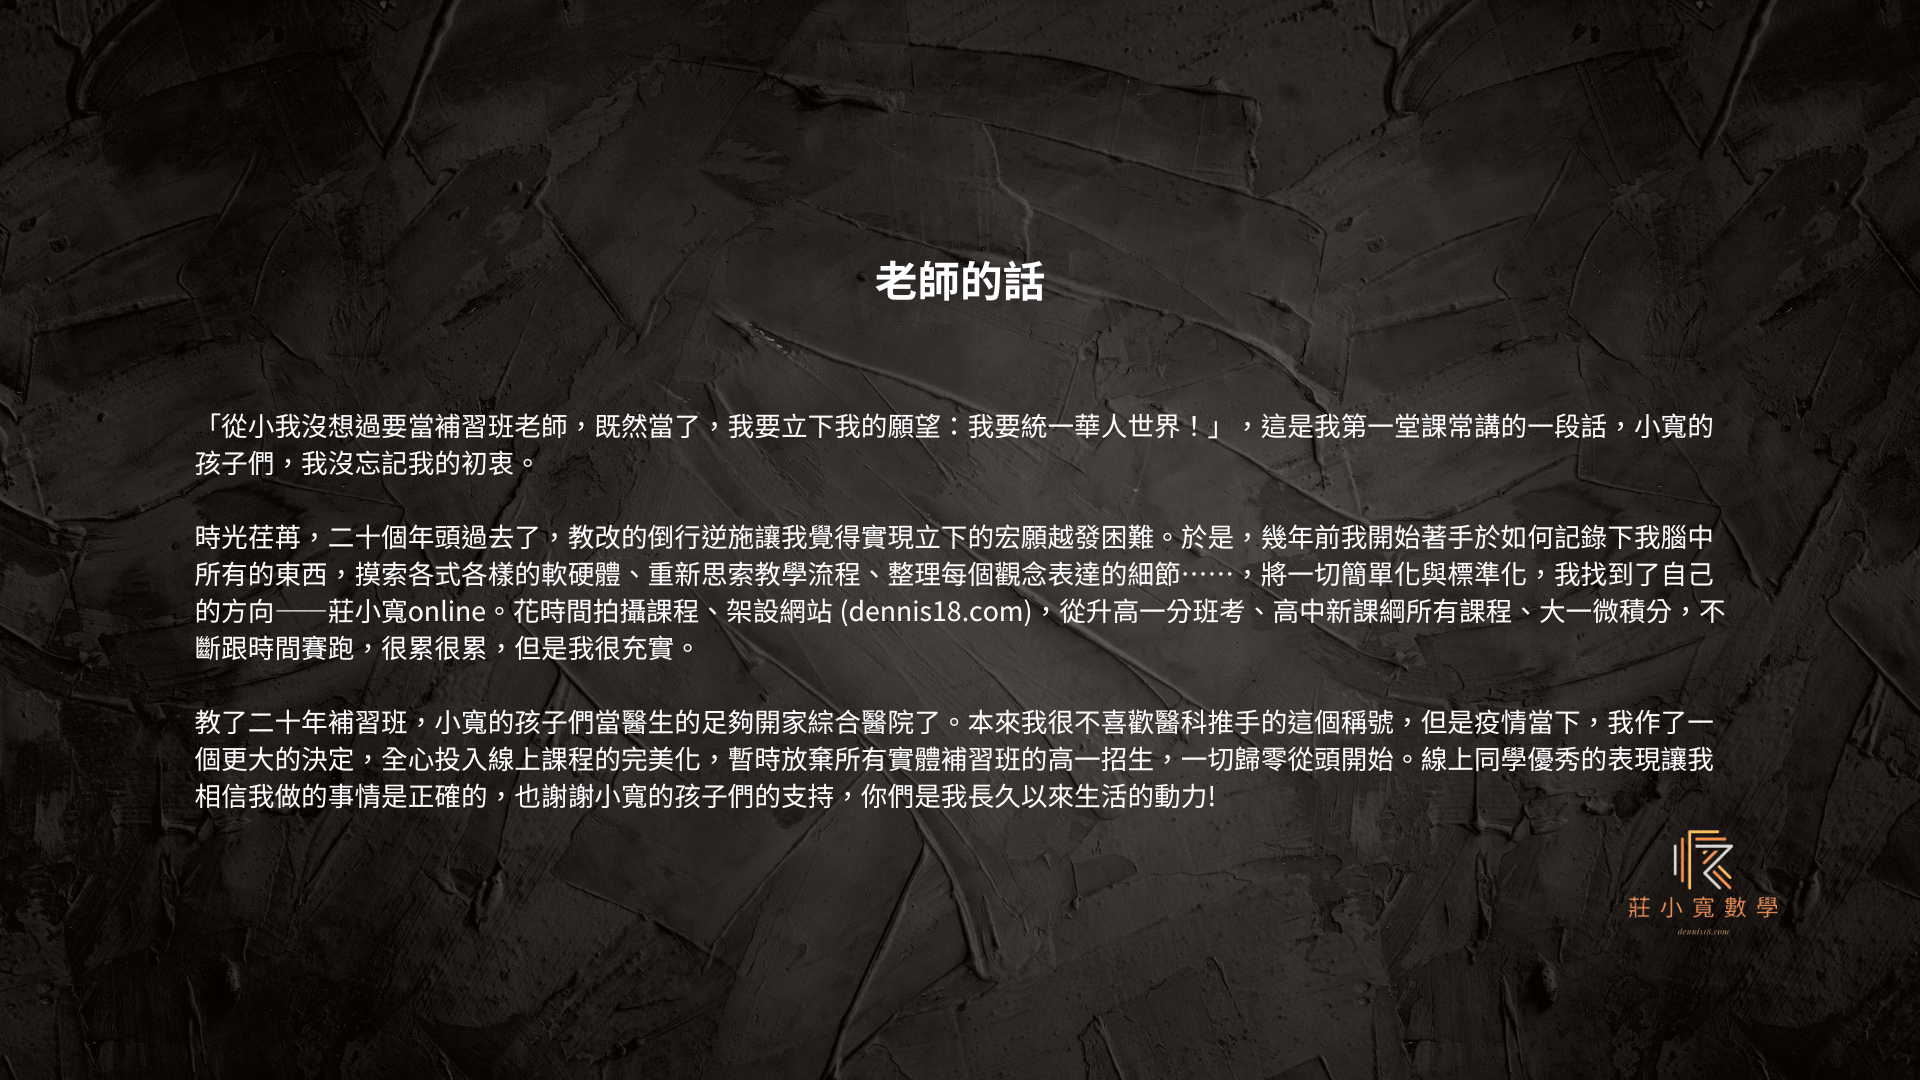 老師的話
「從小我沒想過要當補習班老師，既然當了，我要立下我的願望：我要統一華人世界！」，這是我第一堂課常講的一段話，小寬的
孩子們，我沒忘記我的初衷。
時光荏苒，二十個年頭過去了，教改的倒行逆施讓我覺得實現立下的宏願越發困難。於是，幾年前我開始著手於如何記錄下我腦中
所有的東西，摸索各式各樣的軟硬體、重新思索教學流程、整理每個觀念表達的細節⋯⋯，將一切簡單化與標準化，我找到了自己
的方向——莊小寬online。花時間拍攝課程、架設網站 (dennis18.com)，從升高一分班考、高中新課綱所有課程、大一微積分，不
斷跟時間賽跑，很累很累，但是我很充實。
教了二十年補習班，小寬的孩子們當醫生的足夠開家綜合醫院了。本來我很不喜歡醫科推手的這個稱號，但是疫情當下，我作了一
個更大的決定，全心投入線上課程的完美化，暫時放棄所有實體補習班的高一招生，一切歸零從頭開始。線上同學優秀的表現讓我
相信我做的事情是正確的，也謝謝小寬的孩子們的支持，你們是我長久以來生活的動力!
莊小寬數學
dennis18.com